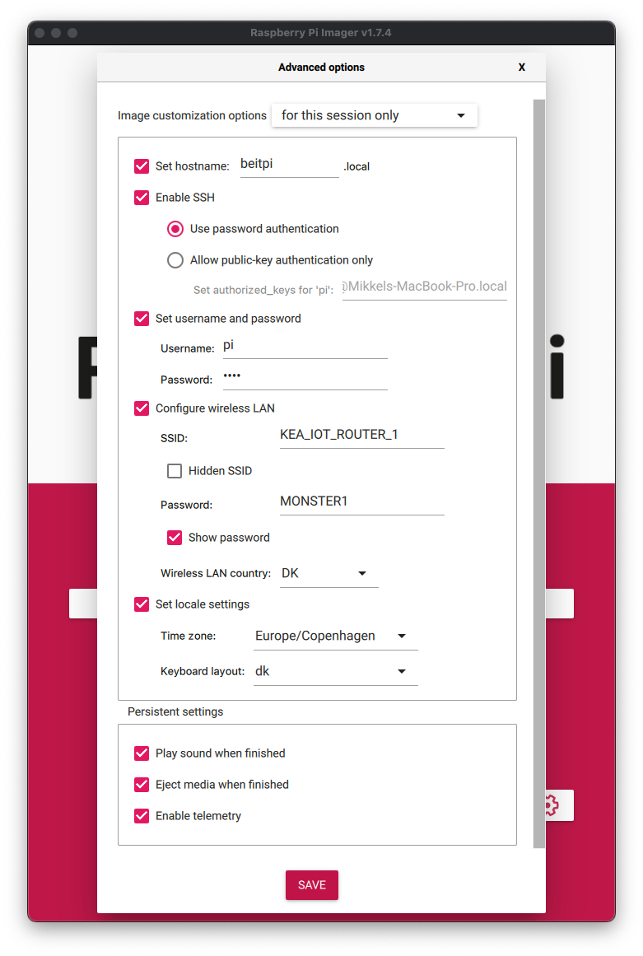 Raspberry Pi Imager v1.7.4
Advanced options X
Image customization options for this session only
Set hostname: beitpi .local
Enable SSH
Use password authentication
Allow public-key authentication only
Set authorized_keys for 'pi': @Mikkels-MacBook-Pro.local
Set username and password
Username: pi
Password: ••••
Configure wireless LAN
SSID: KEA_IOT_ROUTER_1
Hidden SSID
Password: MONSTER1
Show password
Wireless LAN country: DK
Set locale settings
Time zone: Europe/Copenhagen
Keyboard layout: dk
Persistent settings
Play sound when finished
Eject media when finished
Enable telemetry
SAVE